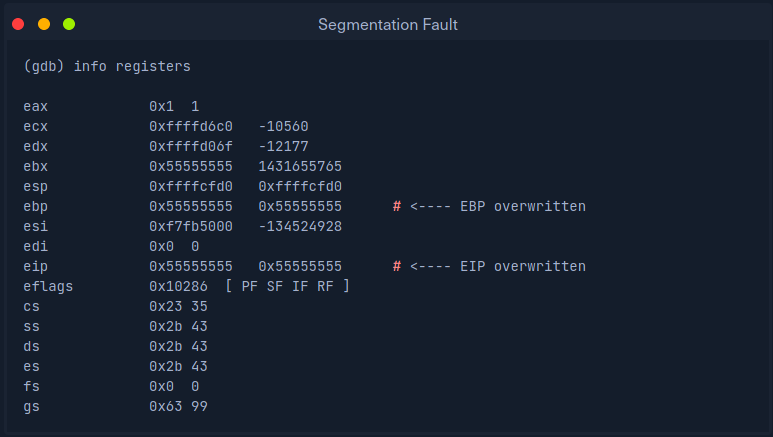 Segmentation Fault
(gdb) info registers
eax            0x1  1
ecx            0xffffd6c0   -10560
edx            0xffffd06f   -12177
ebx            0x55555555   1431655765
esp            0xffffcfd0   0xffffcfd0
ebp            0x55555555   0x55555555      # <---- EBP overwritten
esi            0xf7fb5000   -134524928
edi            0x0  0
eip            0x55555555   0x55555555      # <---- EIP overwritten
eflags         0x10286  [ PF SF IF RF ]
cs             0x23 35
ss             0x2b 43
ds             0x2b 43
es             0x2b 43
fs             0x0  0
gs             0x63 99